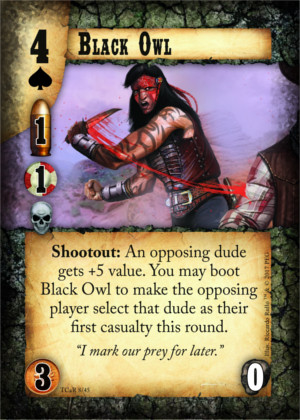 4
BLACK OWL
1
1
Shootout: An opposing dude
gets +5 value. You may boot
Black Owl to make the opposing
player select that dude as their
first casualty this round.
“I mark our prey for later.”
3
0